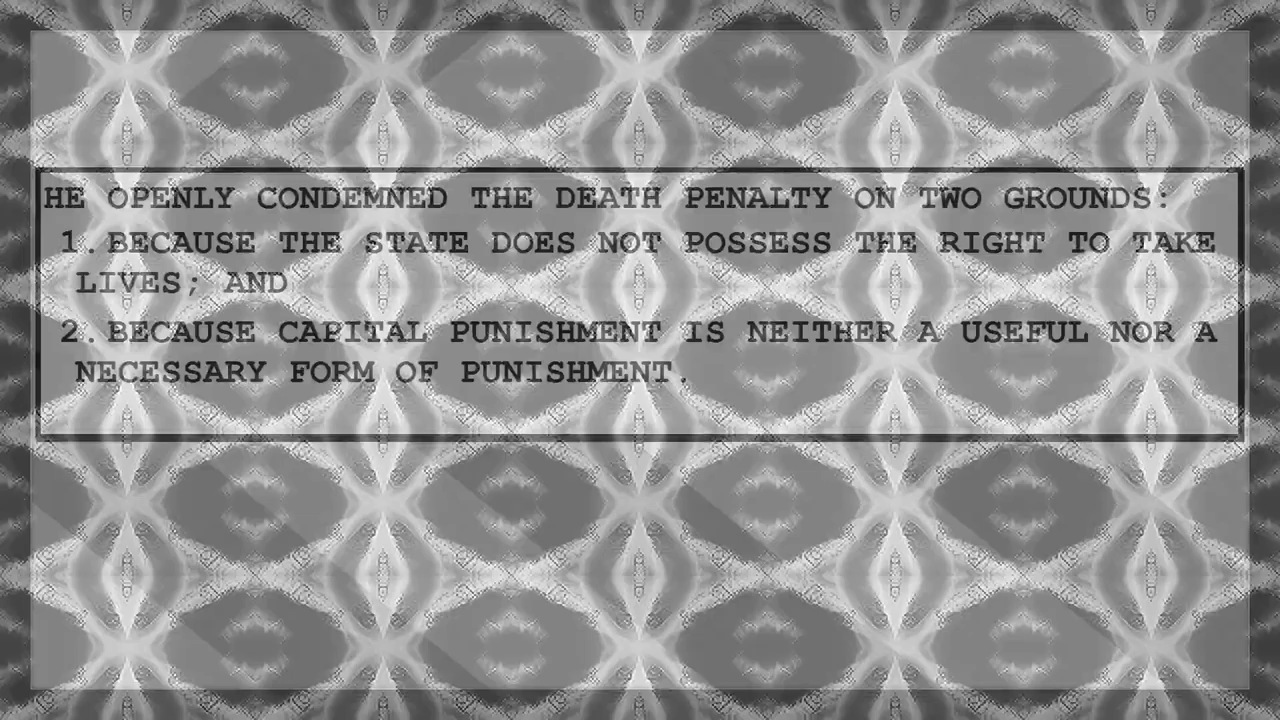 HE OPENLY CONDEMNED THE DEATH PENALTY ON TWO GROUNDS:
1. BECAUSE THE STATE DOES NOT POSSESS THE RIGHT TO TAKE
LIVES; AND
2. BECAUSE CAPITAL PUNISHMENT IS NEITHER A USEFUL NOR A
NECESSARY FORM OF PUNISHMENT.